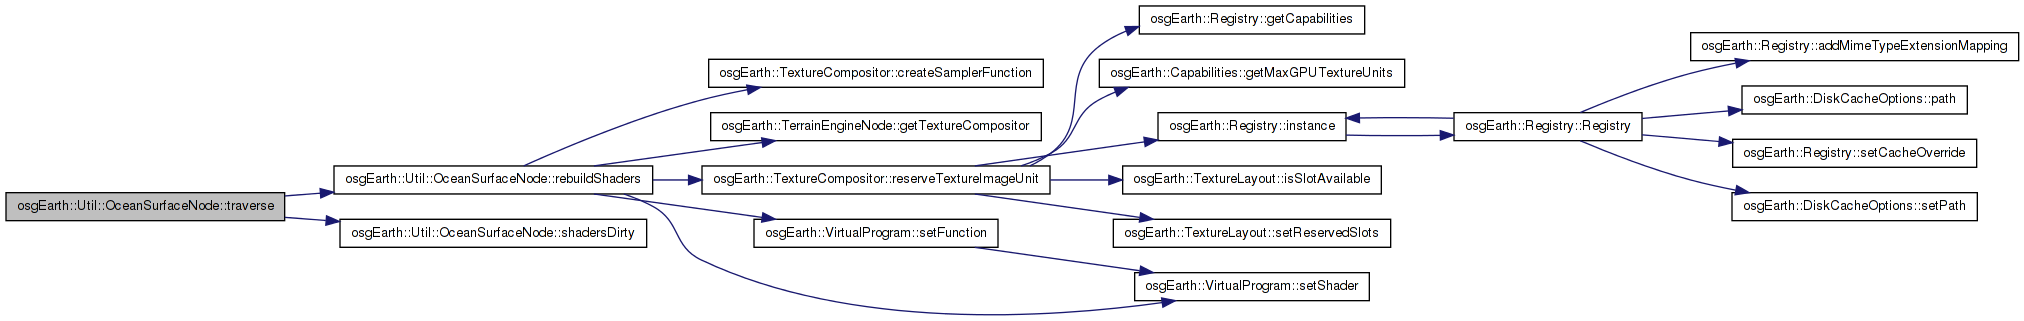 osgEarth::Util::OceanSurfaceNode::traverse
osgEarth::Util::OceanSurfaceNode::rebuildShaders
osgEarth::Util::OceanSurfaceNode::shadersDirty
osgEarth::TextureCompositor::createSamplerFunction
osgEarth::TerrainEngineNode::getTextureCompositor
osgEarth::TextureCompositor::reserveTextureImageUnit
osgEarth::VirtualProgram::setFunction
osgEarth::Registry::getCapabilities
osgEarth::Capabilities::getMaxGPUTextureUnits
osgEarth::Registry::instance
osgEarth::TextureLayout::isSlotAvailable
osgEarth::TextureLayout::setReservedSlots
osgEarth::VirtualProgram::setShader
osgEarth::Registry::Registry
osgEarth::Registry::addMimeTypeExtensionMapping
osgEarth::DiskCacheOptions::path
osgEarth::Registry::setCacheOverride
osgEarth::DiskCacheOptions::setPath